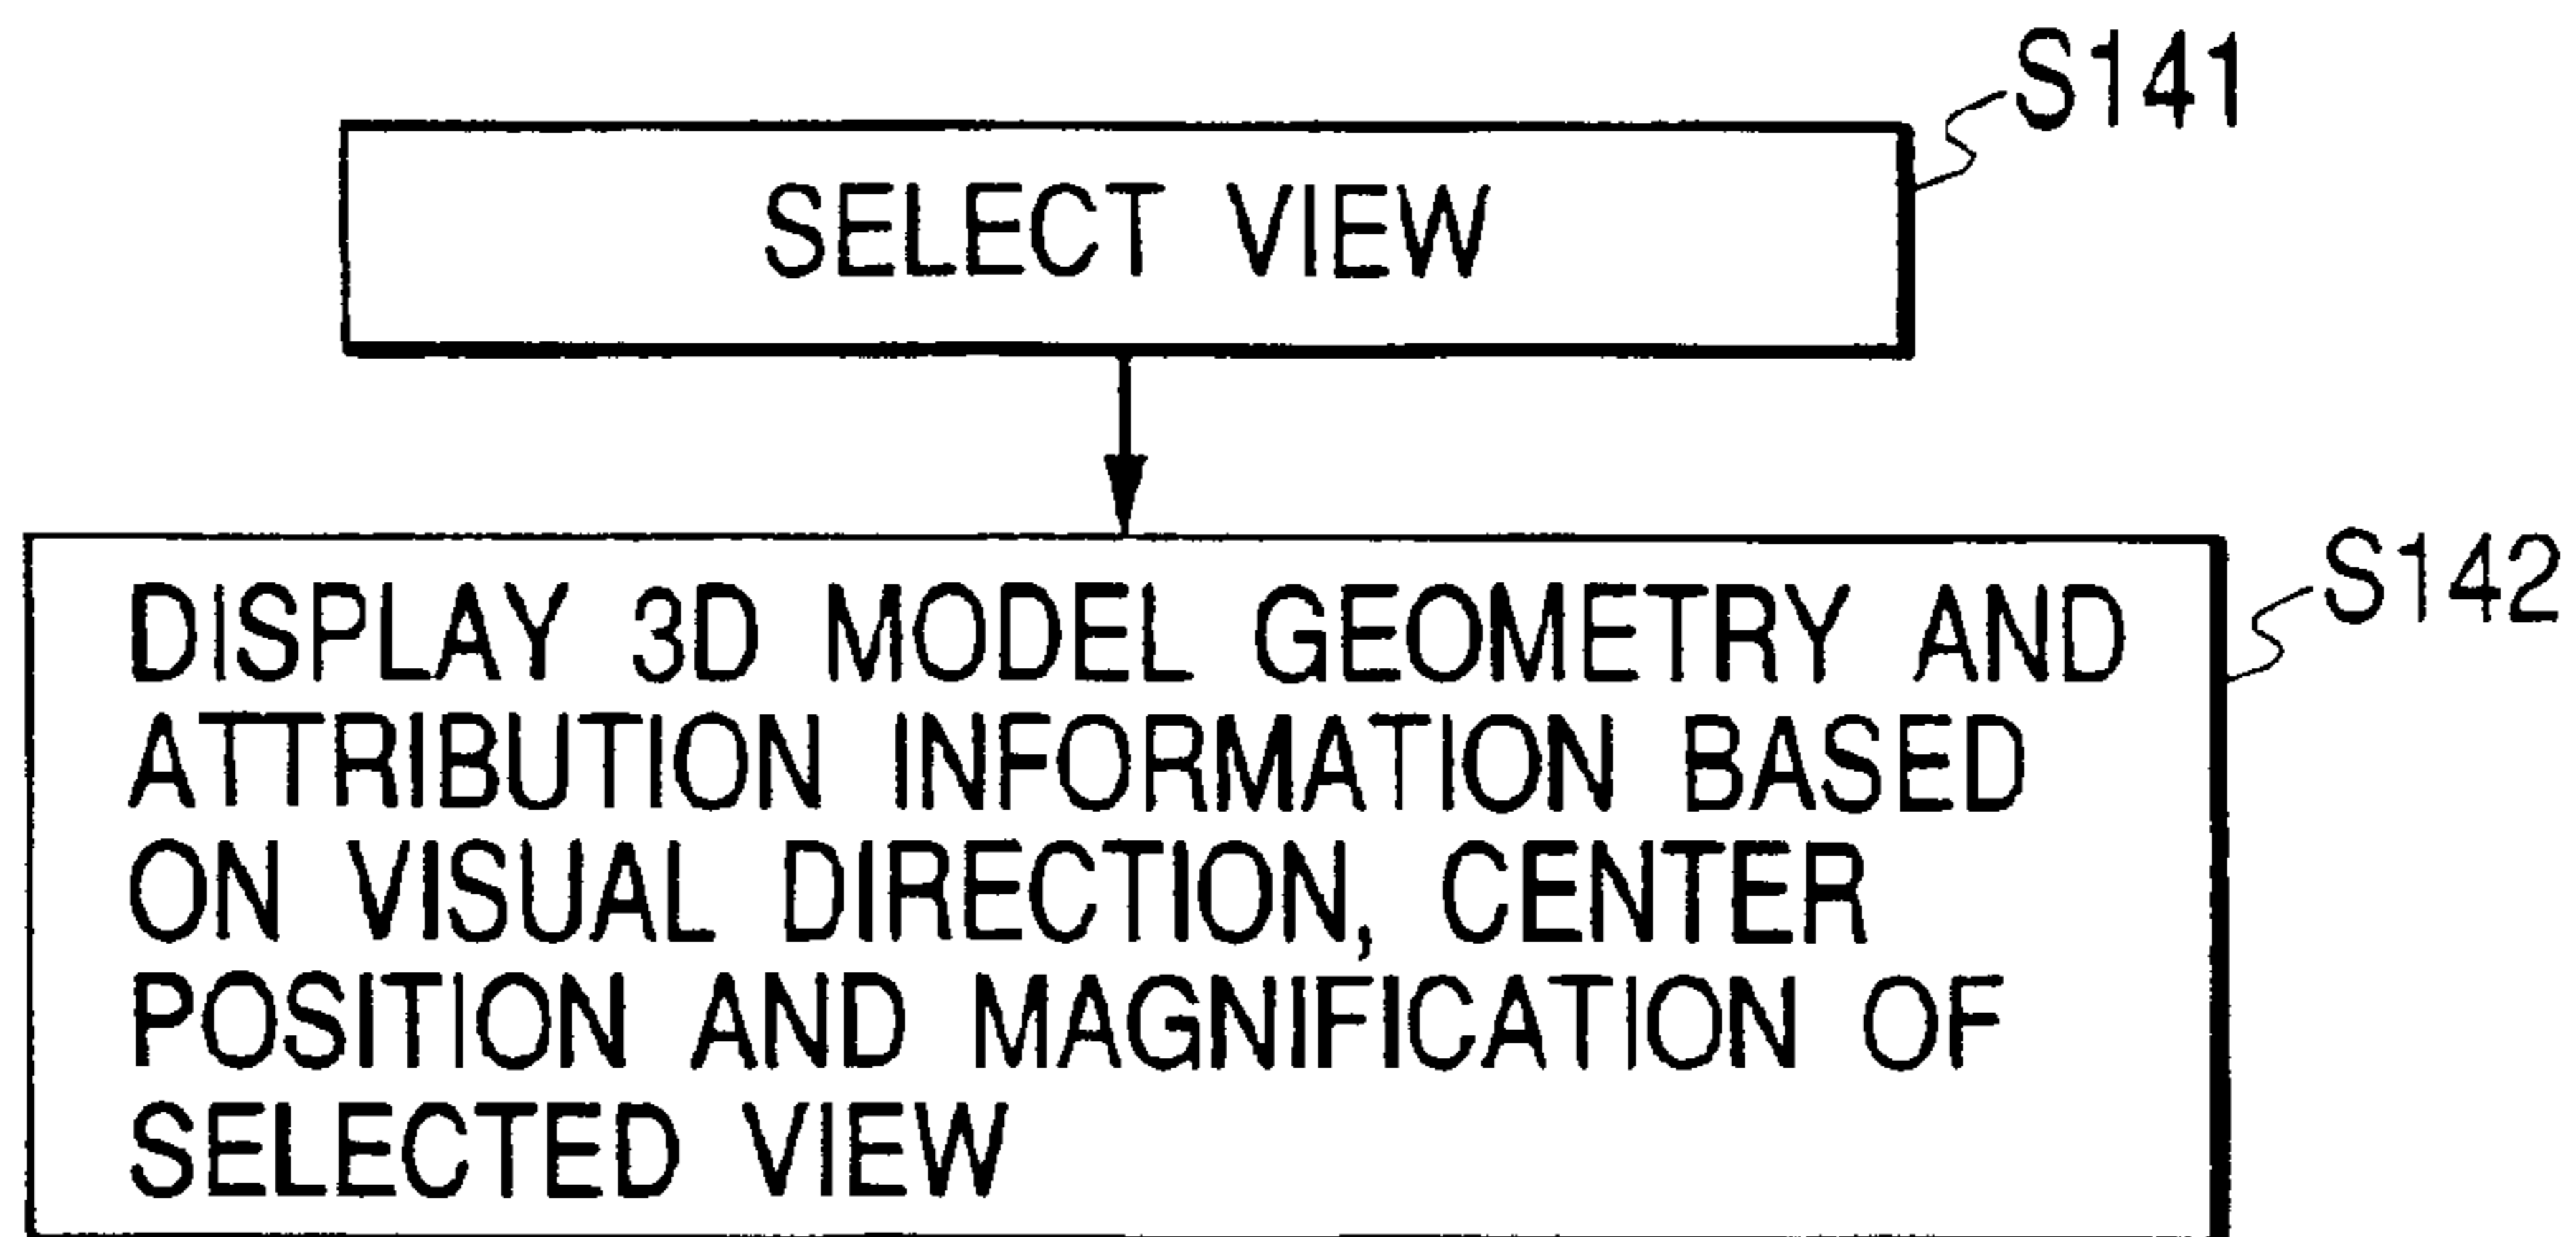 S141
SELECT VIEW
S142
DISPLAY 3D MODEL GEOMETRY AND
ATTRIBUTION INFORMATION BASED
ON VISUAL DIRECTION, CENTER
POSITION AND MAGNIFICATION OF
SELECTED VIEW